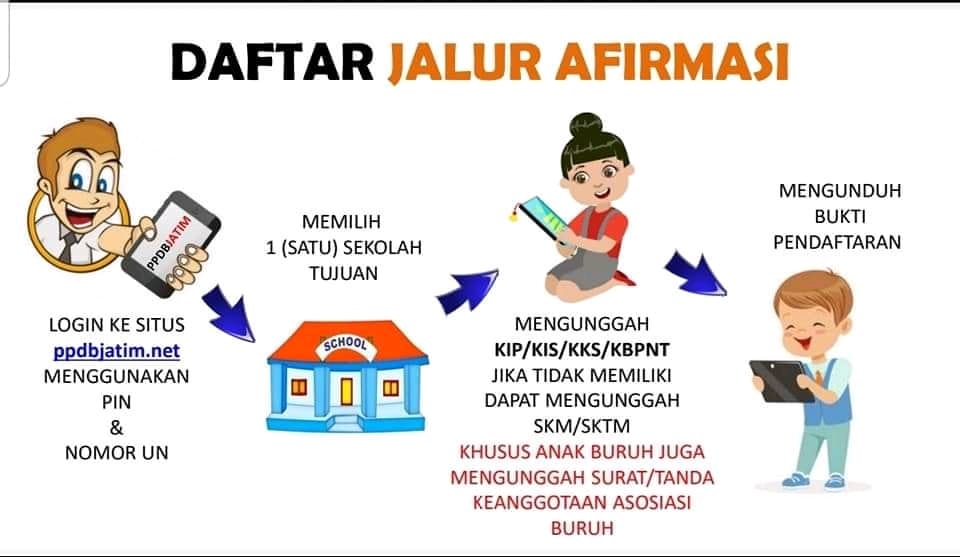 DAFTAR JALUR AFIRMASI
PPDBJATIM
LOGIN KE SITUS
ppdbjatim.net
MENGGUNAKAN
PIN
&
NOMOR UN
MEMILIH
1 (SATU) SEKOLAH
TUJUAN
SCHOOL
MENGUNGGAH
KIP/KIS/KKS/KBPNT
JIKA TIDAK MEMILIKI
DAPAT MENGUNGGAH
SKM/SKTM
KHUSUS ANAK BURUH JUGA
MENGUNGGAH SURAT/TANDA
KEANGGOTAAN ASOSIASI
BURUH
MENGUNDUH
BUKTI
PENDAFTARAN